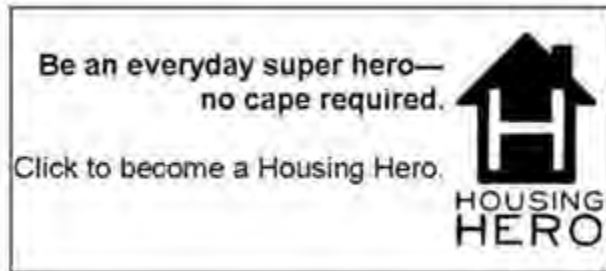 Be an everyday super hero—
no cape required.
Click to become a Housing Hero.
H
HOUSING
HERO